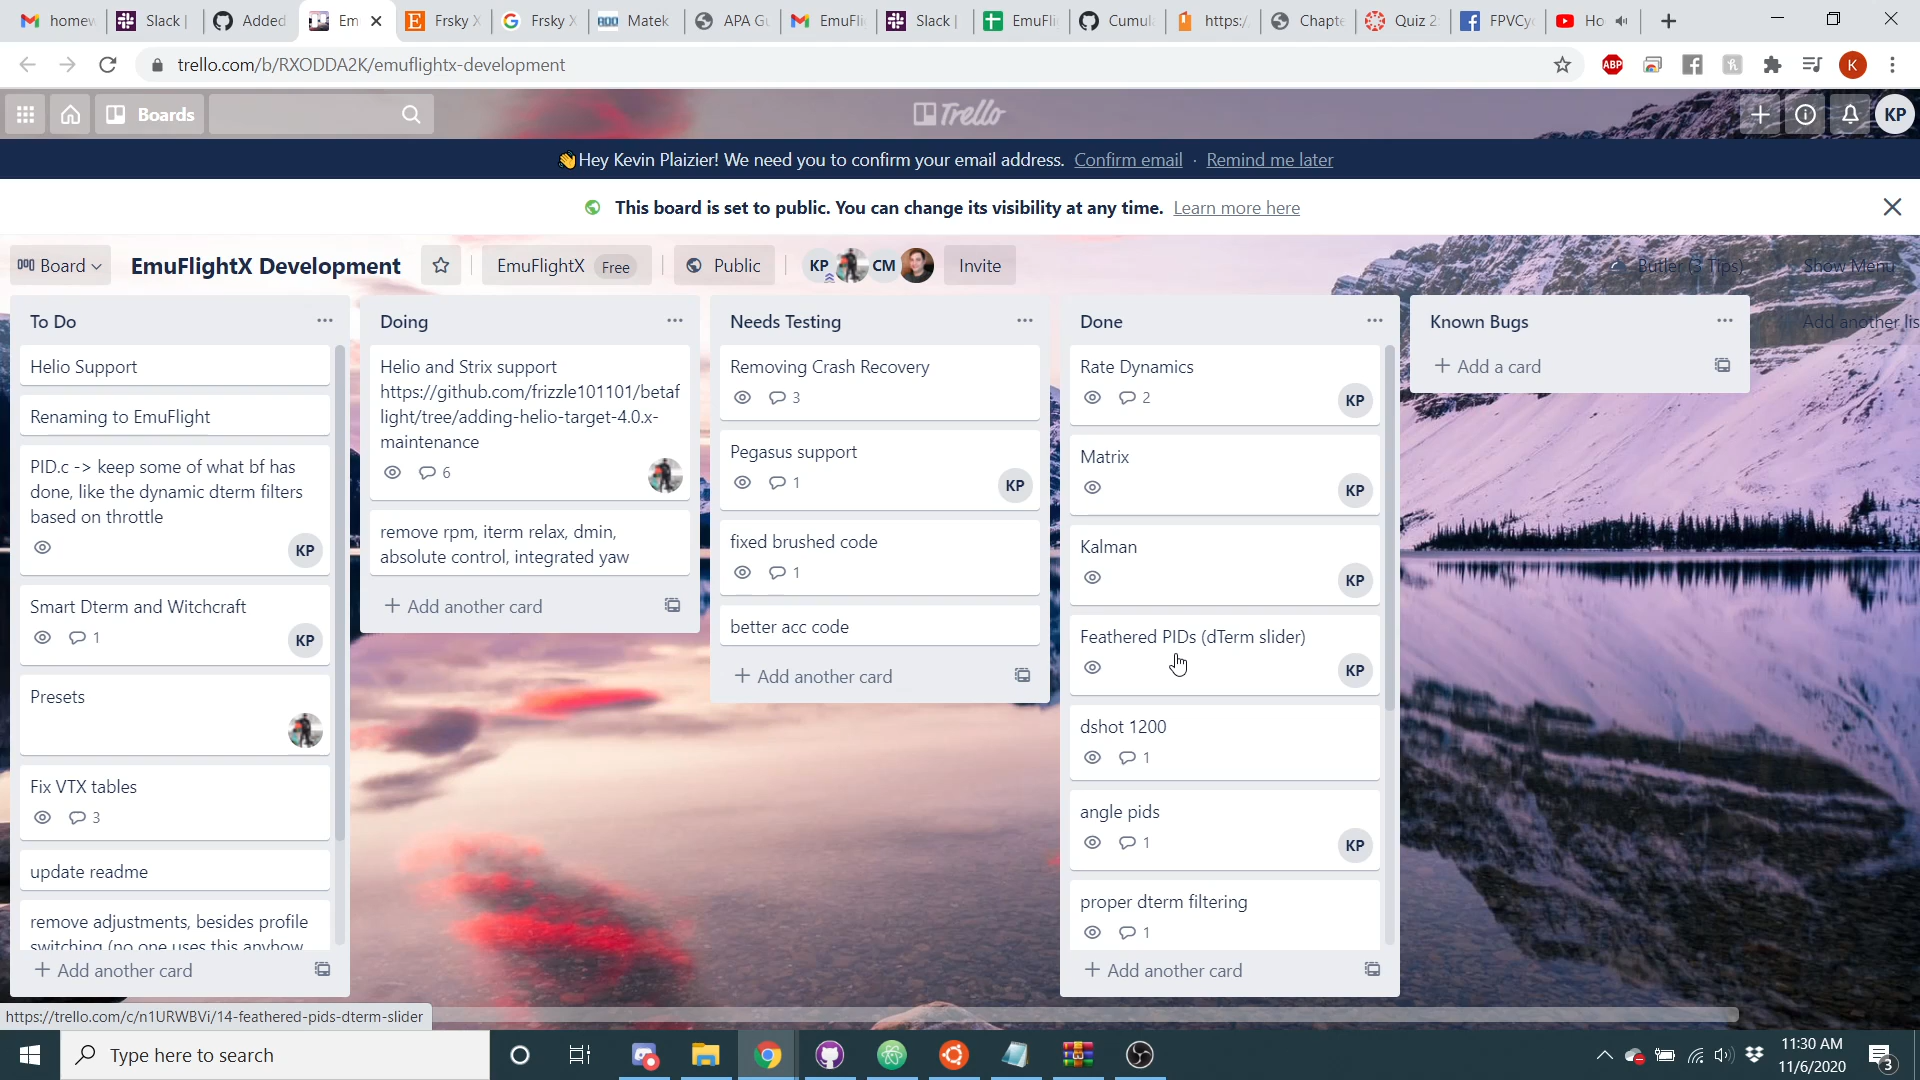 homew
Slack |
Added
Em
Frsky X
Frsky X
Matek
APA Gu
EmuFli
Slack |
EmuFli
Cumul
https:/
Chapte
Quiz 2
FPVCy
Ho
trello.com/b/RXODDA2K/emuflightx-development
ABP
K
Boards
Trello
KP
Hey Kevin Plaizier! We need you to confirm your email address. Confirm email · Remind me later
This board is set to public. You can change its visibility at any time. Learn more here
Board
EmuFlightX Development
EmuFlightX Free
Public
KP
CM
Invite
Butler (3 Tips)
Show Menu
To Do
Helio Support
Renaming to EmuFlight
PID.c -> keep some of what bf has
done, like the dynamic dterm filters
based on throttle
KP
Smart Dterm and Witchcraft
1
KP
Presets
Fix VTX tables
3
update readme
remove adjustments, besides profile
switching (no one uses this anyhow
+ Add another card
Doing
Helio and Strix support
https://github.com/frizzle101101/betaf
light/tree/adding-helio-target-4.0.x-
maintenance
6
remove rpm, iterm relax, dmin,
absolute control, integrated yaw
+ Add another card
Needs Testing
Removing Crash Recovery
3
Pegasus support
1
KP
fixed brushed code
1
better acc code
+ Add another card
Done
Rate Dynamics
2
KP
Matrix
KP
Kalman
KP
Feathered PIDs (dTerm slider)
KP
dshot 1200
1
angle pids
1
KP
proper dterm filtering
1
+ Add another card
Known Bugs
+ Add a card
Add another lis
https://trello.com/c/n1URWBVi/14-feathered-pids-dterm-slider
Type here to search
11:30 AM
11/6/2020
3